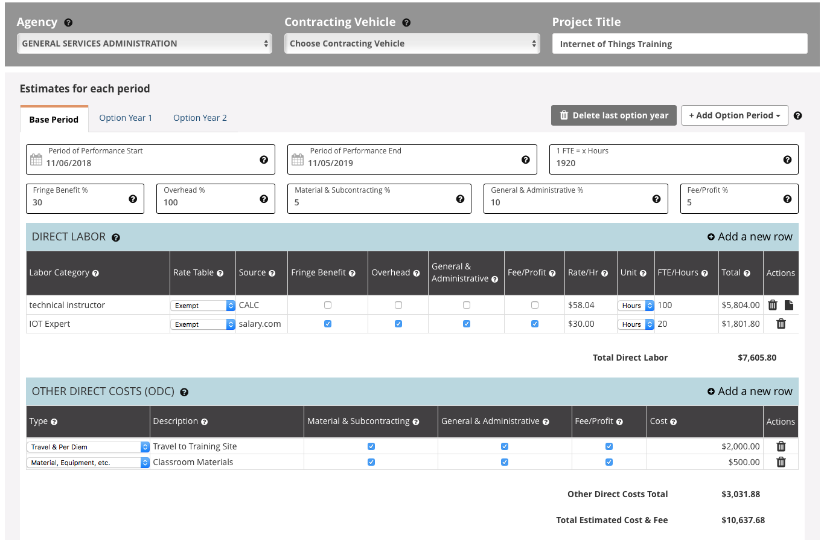 Agency Contracting Vehicle Project Title
GENERAL SERVICES ADMINISTRATION Choose Contracting Vehicle Internet of Things Training
Estimates for each period
Base Period Option Year 1 Option Year 2 Delete last option year + Add Option Period
Period of Performance Start Period of Performance End 1 FTE = x Hours
11/06/2018 11/05/2019 1920
Fringe Benefit % Overhead % Material & Subcontracting % General & Administrative % Fee/Profit %
30 100 5 10 5
DIRECT LABOR Add a new row
Labor Category Rate Table Source Fringe Benefit Overhead General & Administrative Fee/Profit Rate/Hr Unit FTE/Hours Total Actions
technical instructor Exempt CALC $58.04 Hours 100 $5,804.00
IOT Expert Exempt salary.com $30.00 Hours 20 $1,801.80
Total Direct Labor $7,605.80
OTHER DIRECT COSTS (ODC) Add a new row
Type Description Material & Subcontracting General & Administrative Fee/Profit Cost Actions
Travel & Per Diem Travel to Training Site $2,000.00
Material, Equipment, etc. Classroom Materials $500.00
Other Direct Costs Total $3,031.88
Total Estimated Cost & Fee $10,637.68